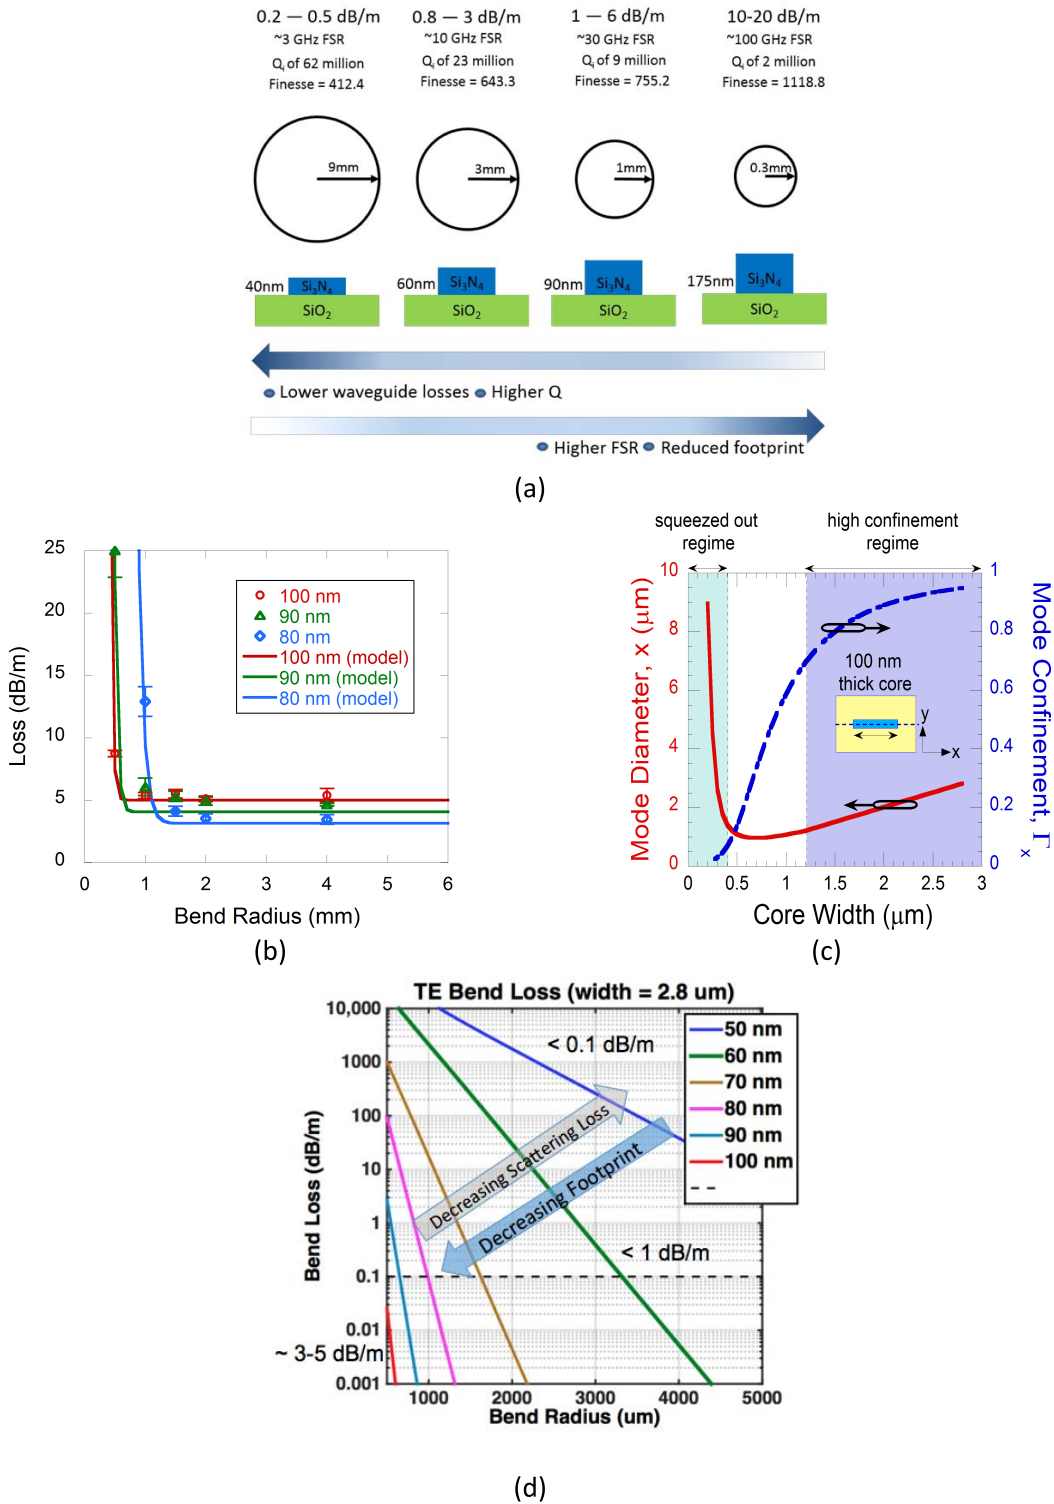 0.2 — 0.5 dB/m
~3 GHz FSR
Qi of 62 million
Finesse = 412.4
0.8 — 3 dB/m
~10 GHz FSR
Qi of 23 million
Finesse = 643.3
1 — 6 dB/m
~30 GHz FSR
Qi of 9 million
Finesse = 755.2
10-20 dB/m
~100 GHz FSR
Qi of 2 million
Finesse = 1118.8
9mm
3mm
1mm
0.3mm
40nm
Si3N4
SiO2
60nm
Si3N4
SiO2
90nm
Si3N4
SiO2
175nm
Si3N4
SiO2
Lower waveguide losses
Higher Q
Higher FSR
Reduced footprint
(a)
25
20
15
10
5
0
Loss (dB/m)
100 nm
90 nm
80 nm
100 nm (model)
90 nm (model)
80 nm (model)
0 1 2 3 4 5 6
Bend Radius (mm)
(b)
squeezed out
regime
high confinement
regime
10
8
6
4
2
0
Mode Diameter, x (μm)
1
0.8
0.6
0.4
0.2
0
Mode Confinement, Γx
100 nm
thick core
y
x
0 0.5 1 1.5 2 2.5 3
Core Width (μm)
(c)
TE Bend Loss (width = 2.8 um)
10,000
1000
100
10
1
0.1
0.01
0.001
Bend Loss (dB/m)
< 0.1 dB/m
Decreasing Scattering Loss
Decreasing Footprint
< 1 dB/m
~ 3-5 dB/m
50 nm
60 nm
70 nm
80 nm
90 nm
100 nm
1000 2000 3000 4000 5000
Bend Radius (um)
(d)